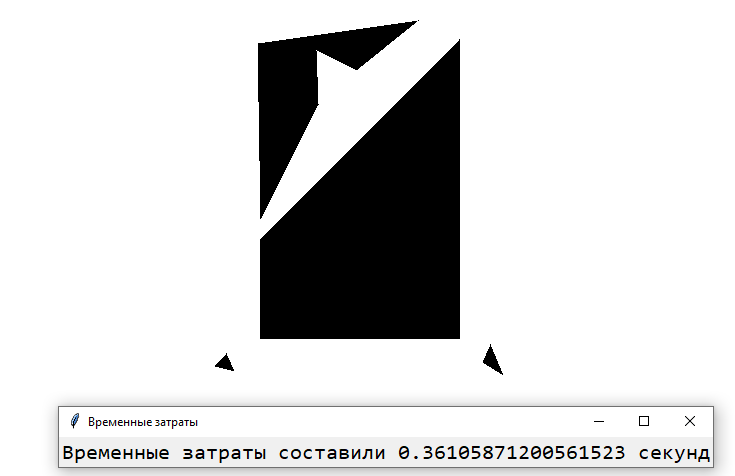 Временные затраты
Временные затраты составили 0.36105871200561523 секунд